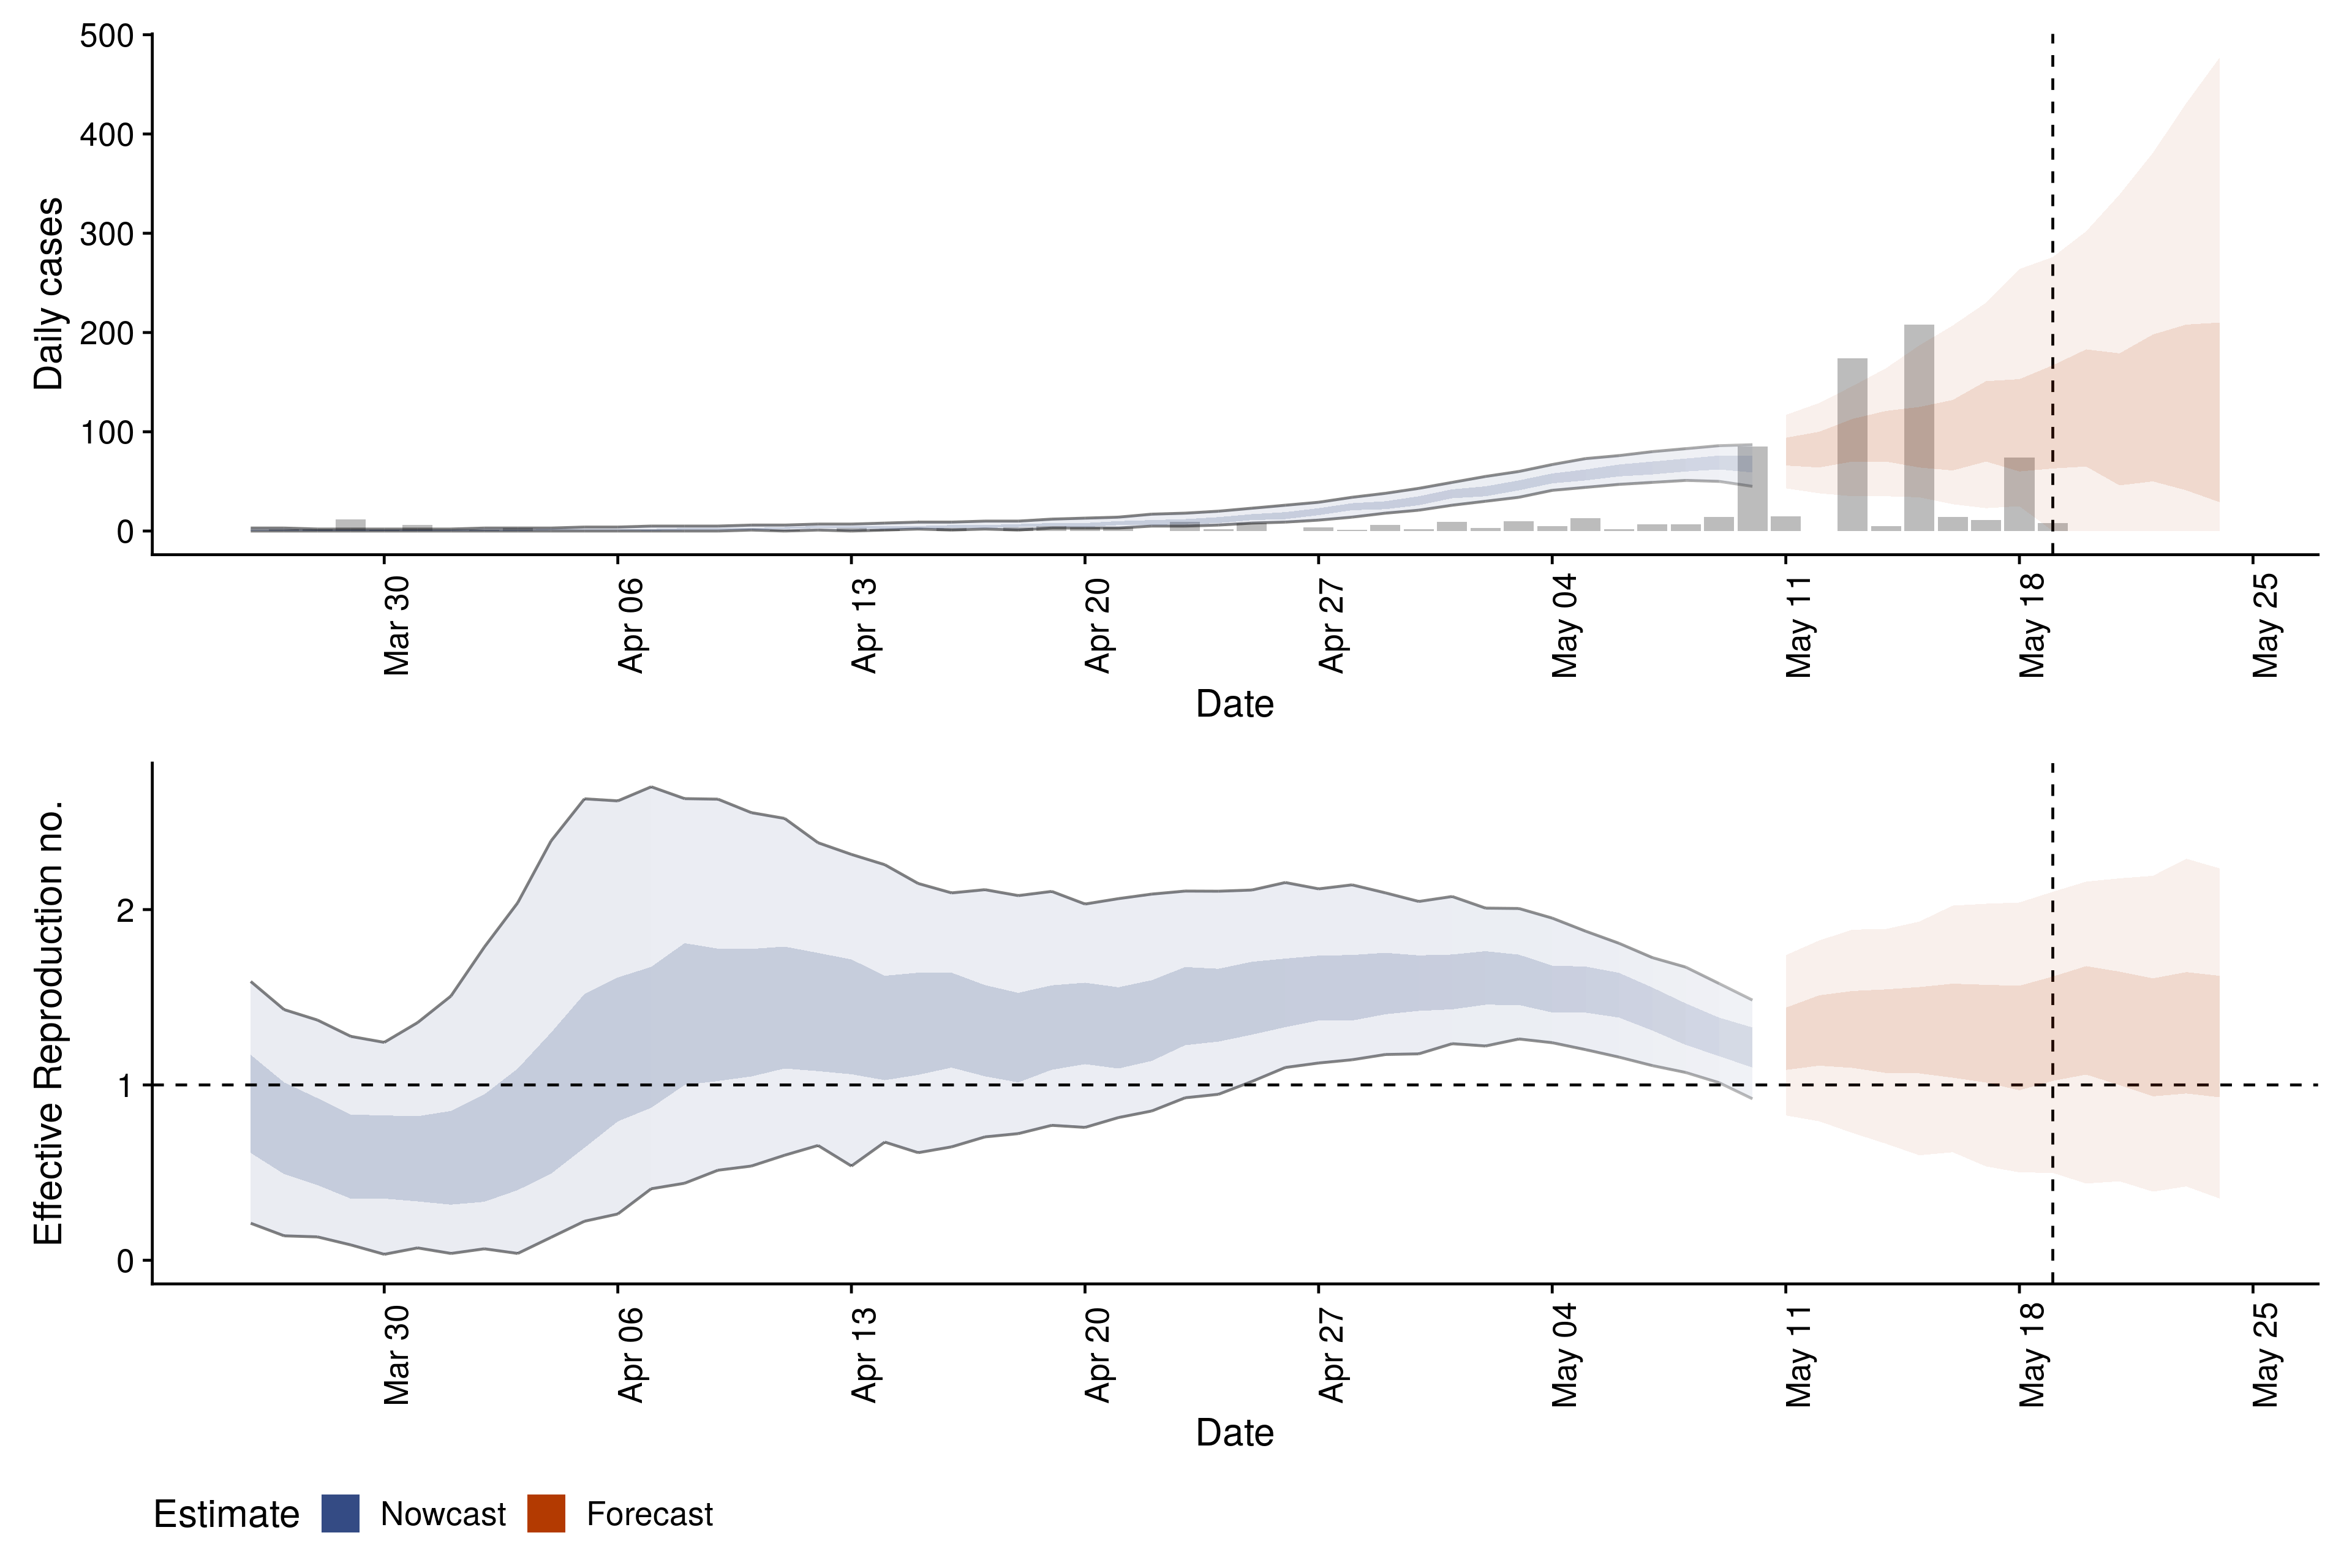 Daily cases
500
400
300
200
100
0
Mar 30
Apr 06
Apr 13
Apr 20
Apr 27
May 04
May 11
May 18
May 25
Date
Effective Reproduction no.
2
1
0
Mar 30
Apr 06
Apr 13
Apr 20
Apr 27
May 04
May 11
May 18
May 25
Date
Estimate Nowcast Forecast